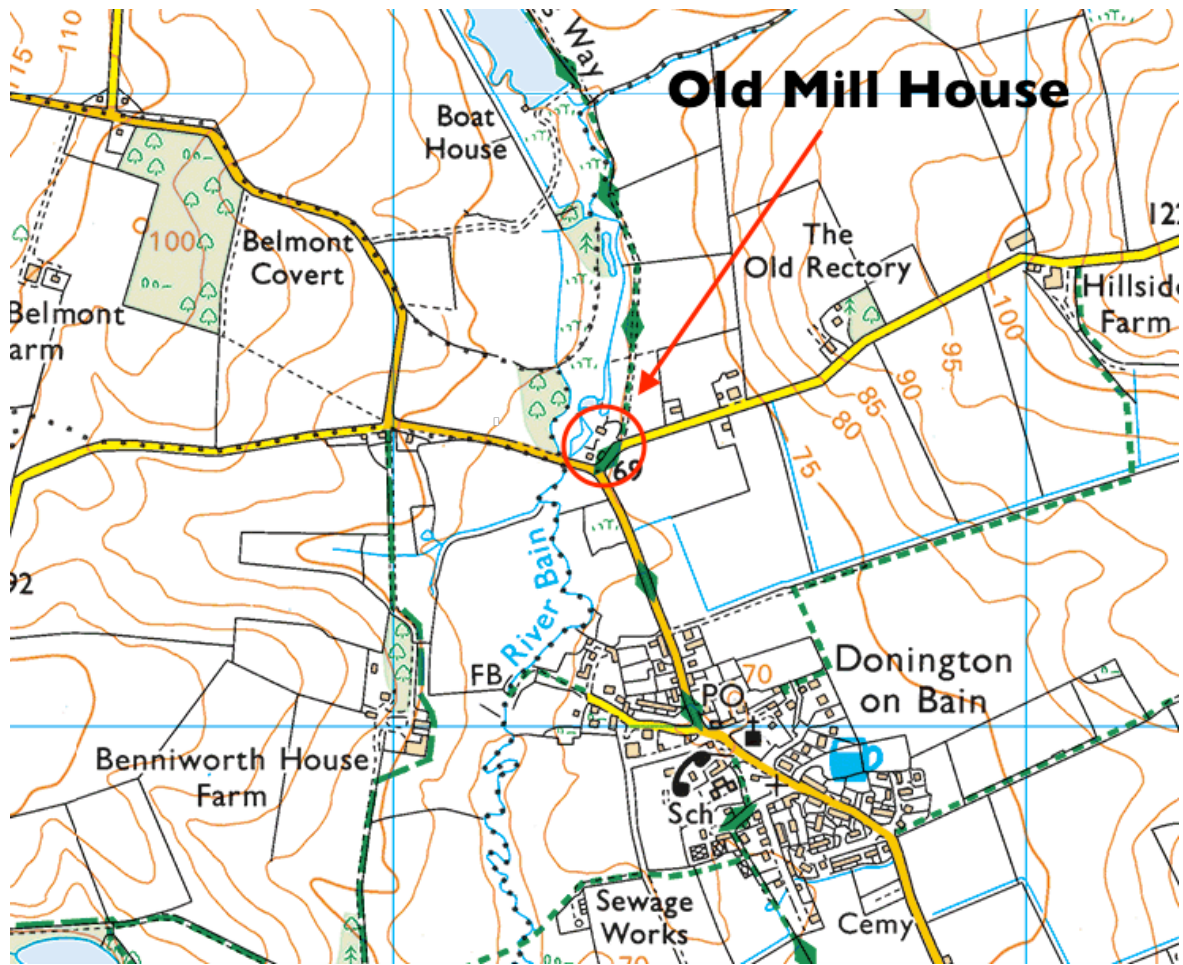 115
110
s' Way
Old Mill House
Boat
House
100
Belmont
Covert
The
Old Rectory
122
Hillside
Farm
Belmont
arm
100
95
90
85
80
75
69
92
River Bain
FB
PO
70
Donington
on Bain
Benniworth House
Farm
Sch
Sewage
Works
Cemy
70